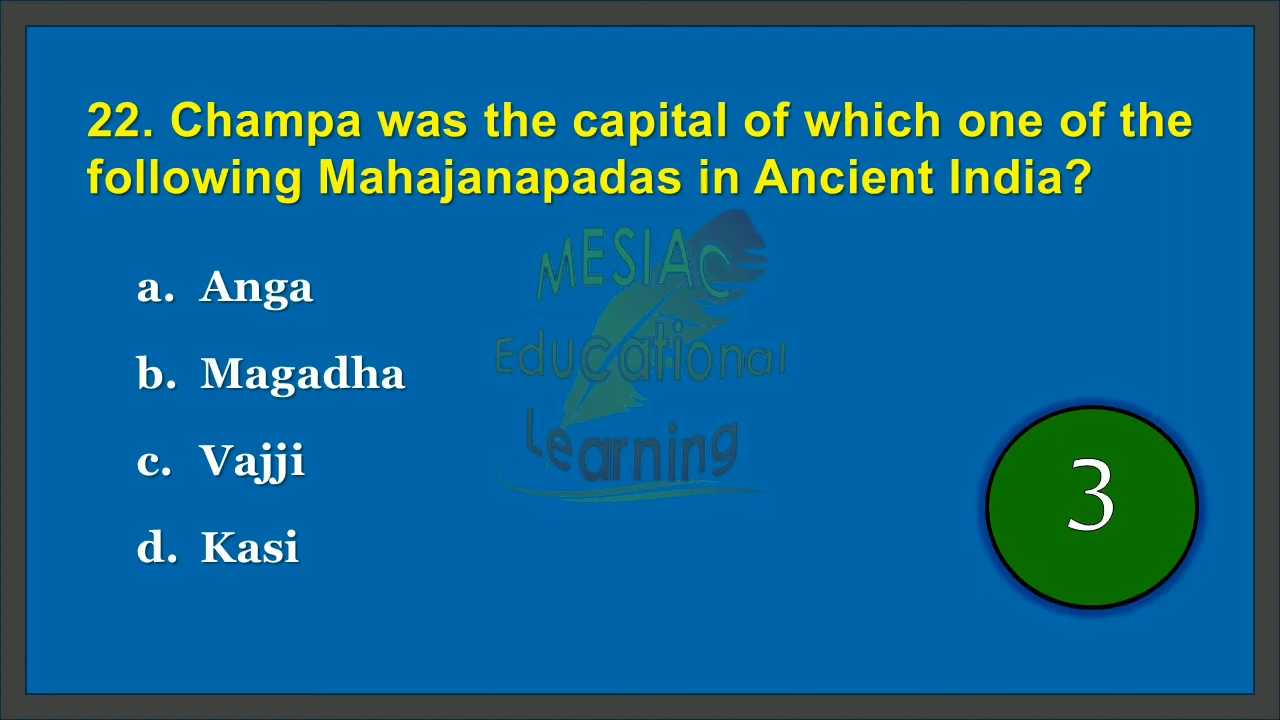 22. Champa was the capital of which one of the
following Mahajanapadas in Ancient India?
MESIAC
Educational
Learning
a. Anga
b. Magadha
c. Vajji
d. Kasi
3